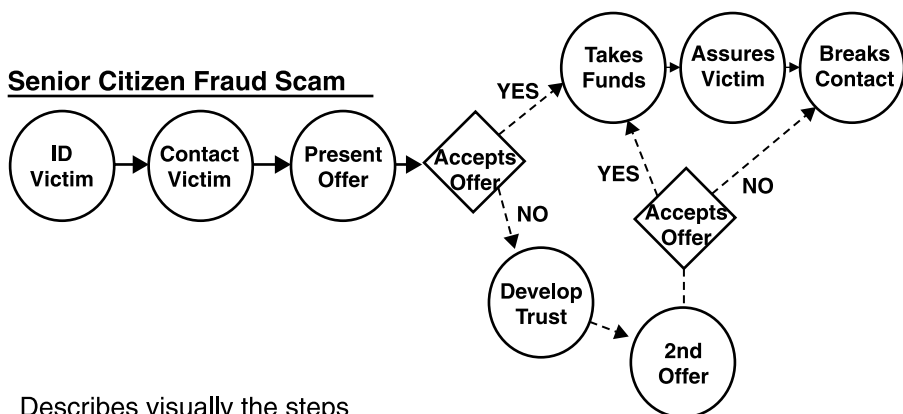 Senior Citizen Fraud Scam
ID
Victim
Contact
Victim
Present
Offer
Accepts
Offer
YES
NO
Takes
Funds
Assures
Victim
Breaks
Contact
Develop
Trust
2nd
Offer
Accepts
Offer
YES
NO
Describes visually the steps